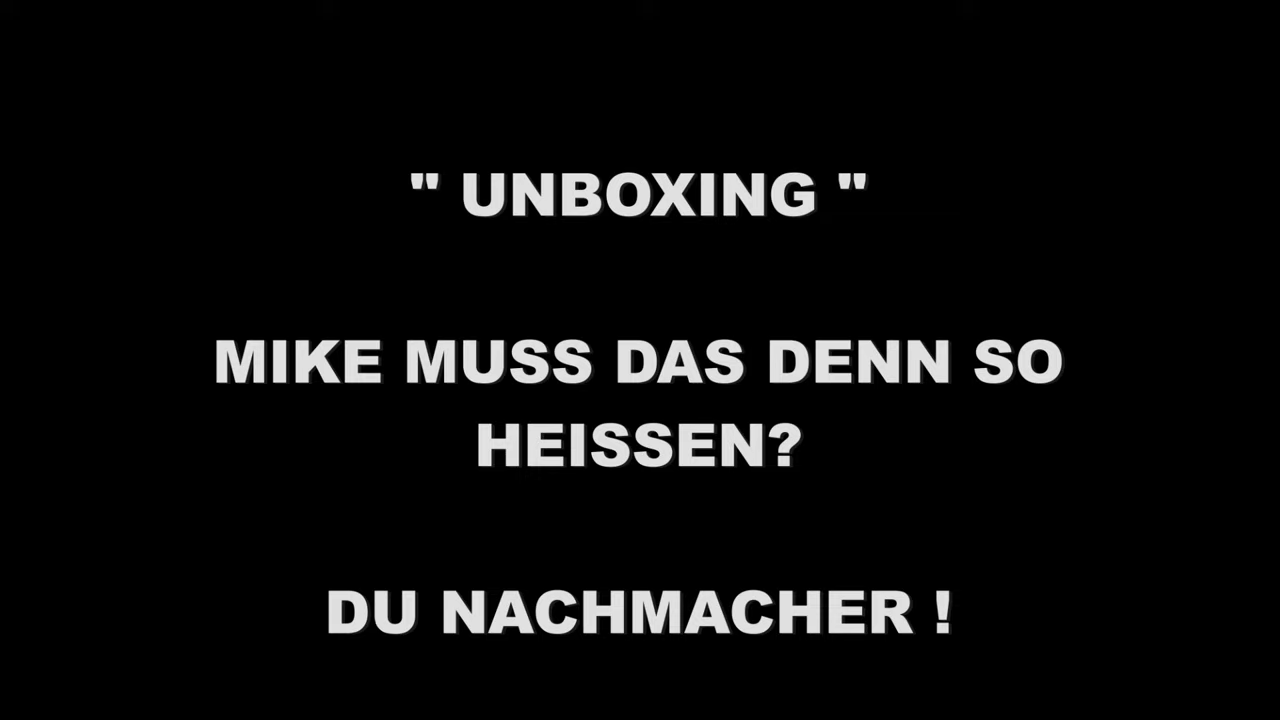 " UNBOXING "
MIKE MUSS DAS DENN SO
HEISSEN?
DU NACHMACHER !